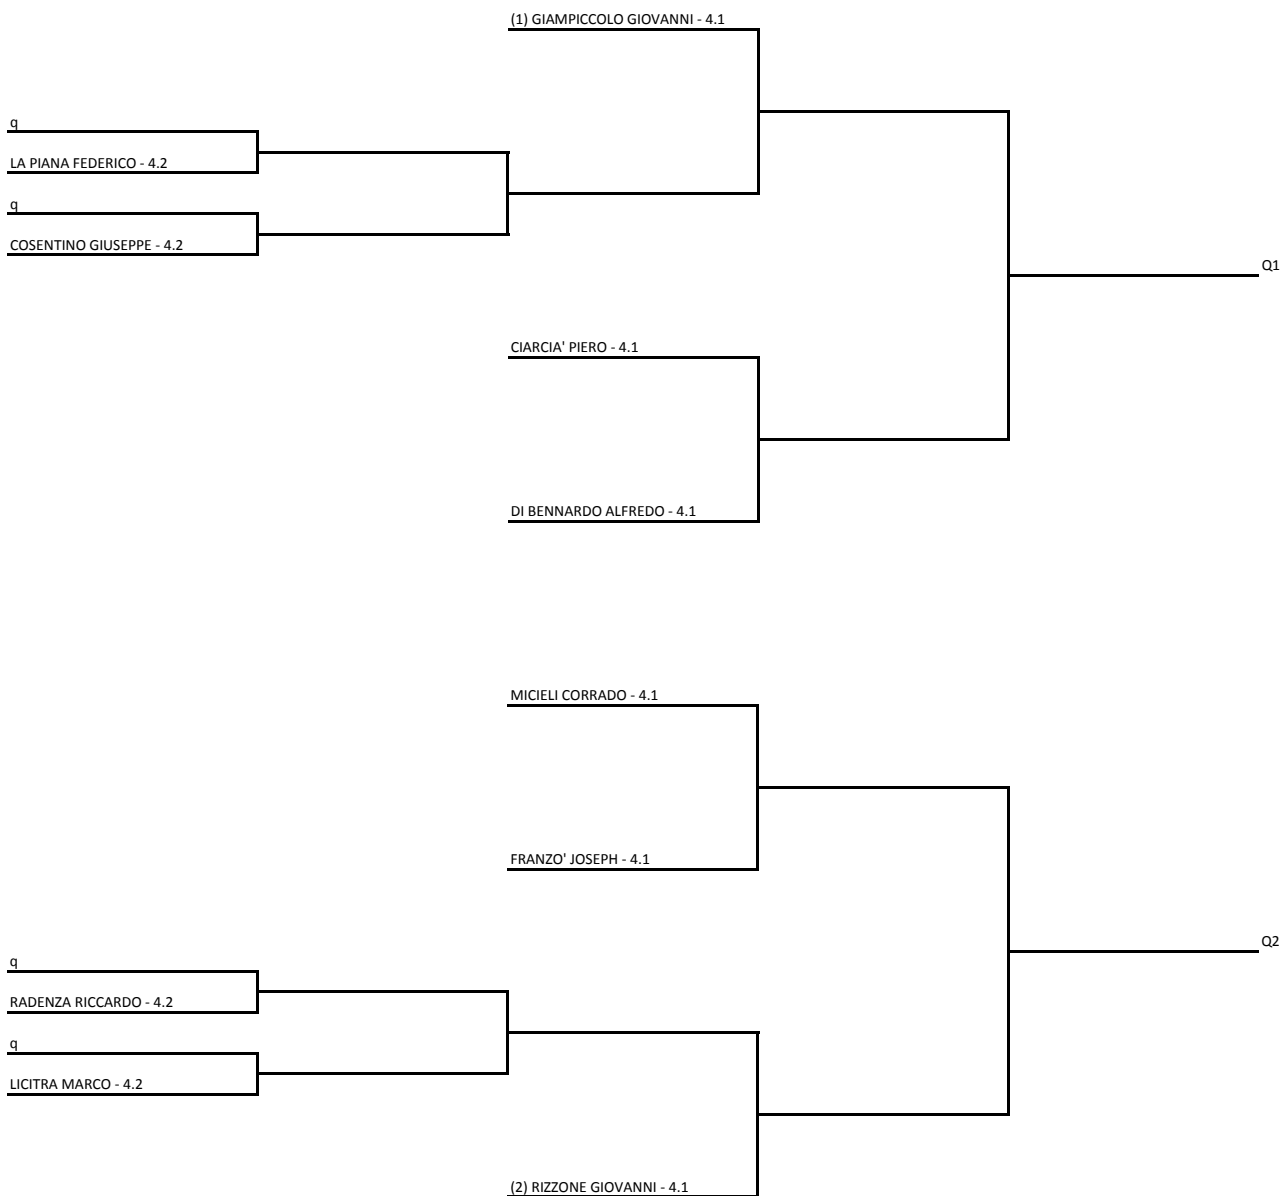 (1) GIAMPICCOLO GIOVANNI - 4.1
q
LA PIANA FEDERICO - 4.2
q
COSENTINO GIUSEPPE - 4.2
Q1
CIARCIA' PIERO - 4.1
DI BENNARDO ALFREDO - 4.1
MICIELI CORRADO - 4.1
FRANZO' JOSEPH - 4.1
Q2
q
RADENZA RICCARDO - 4.2
q
LICITRA MARCO - 4.2
(2) RIZZONE GIOVANNI - 4.1